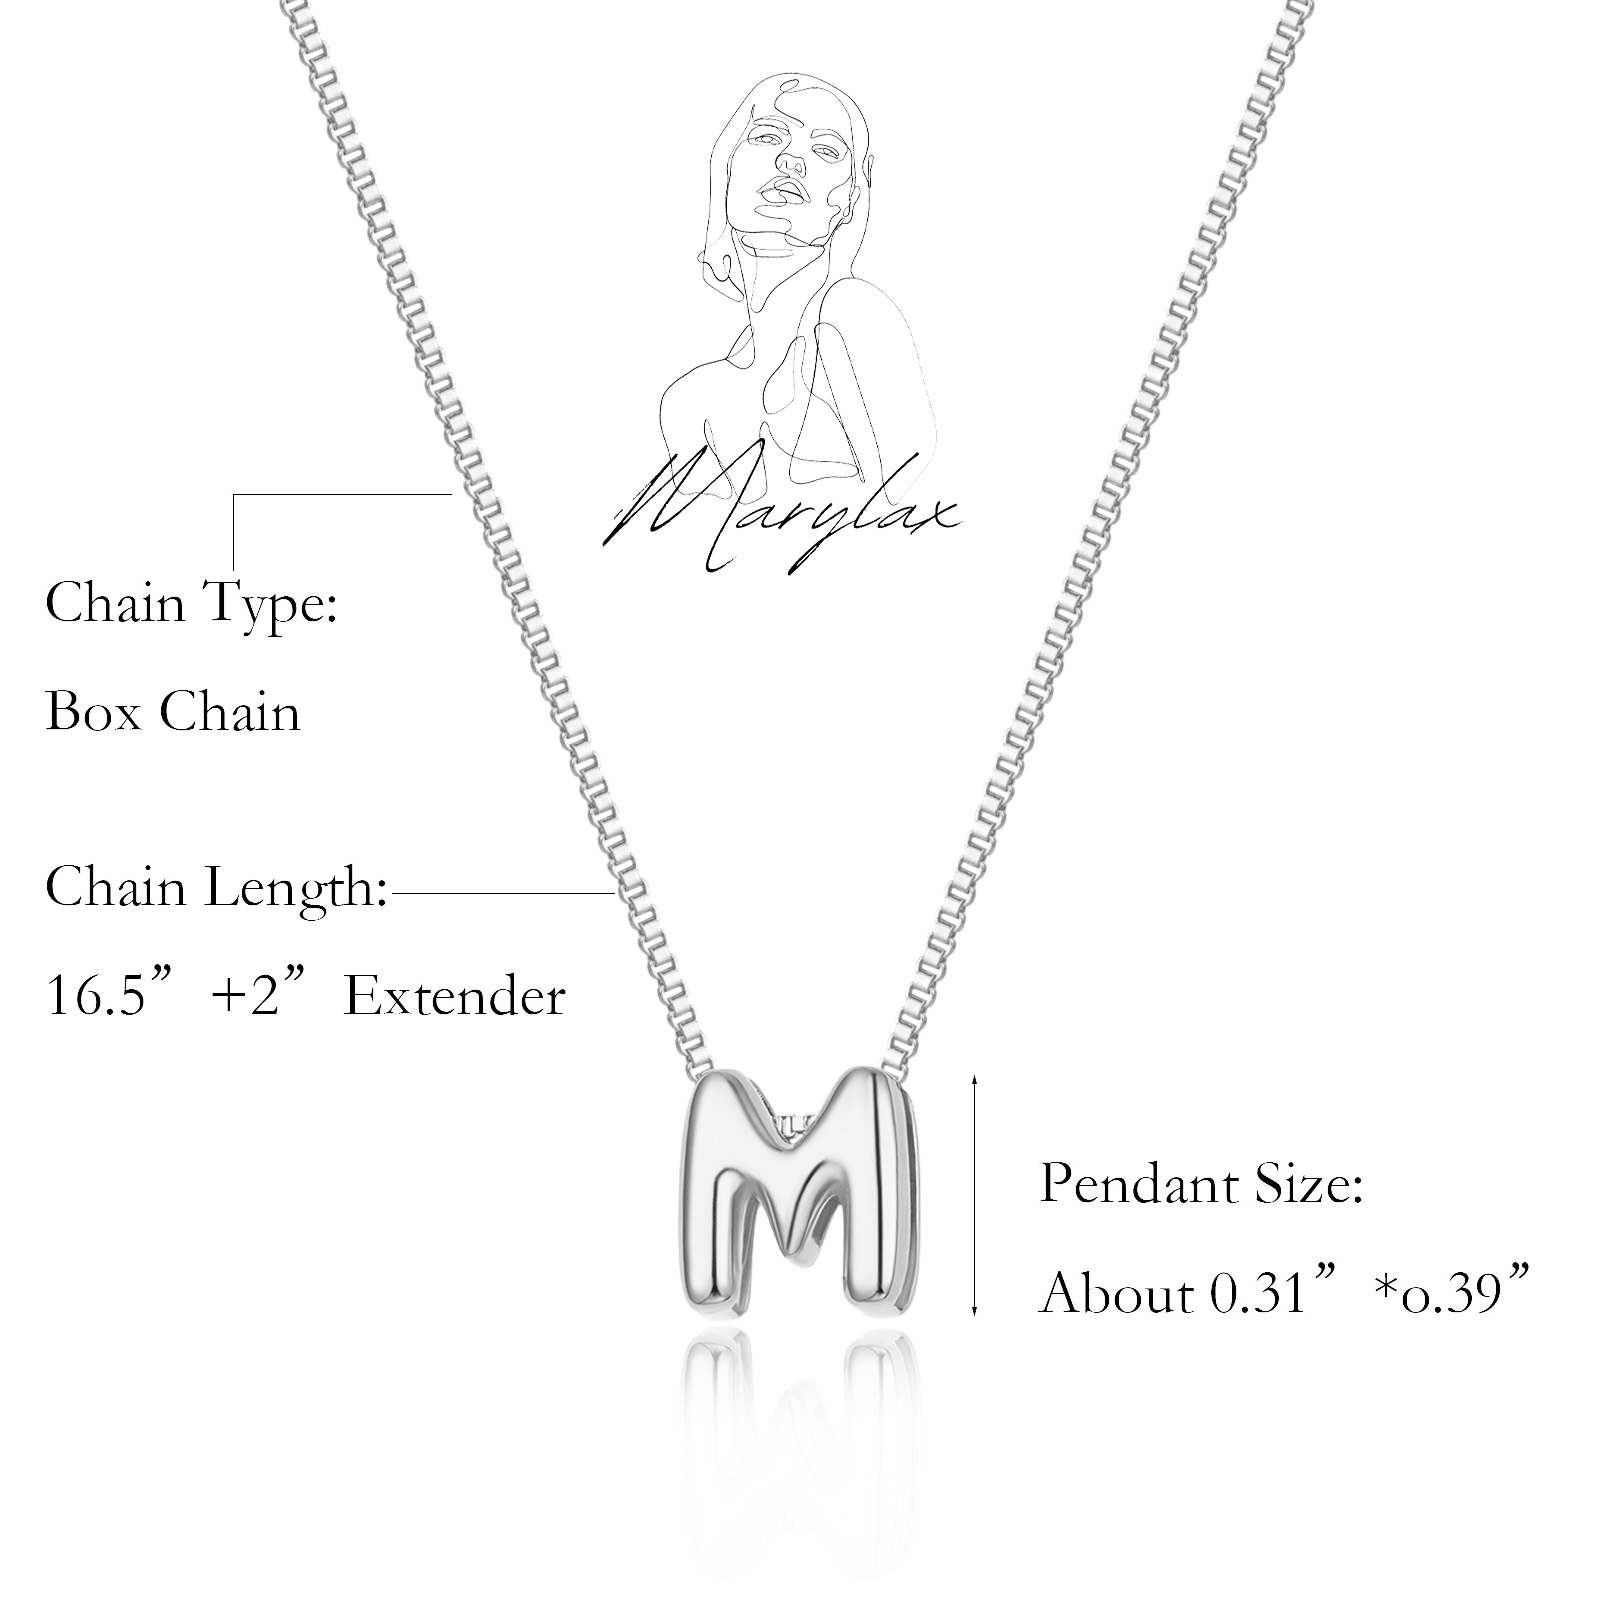 Marylax
Chain Type:
Box Chain
Chain Length:
16.5” +2” Extender
M
Pendant Size:
About 0.31” *o.39”